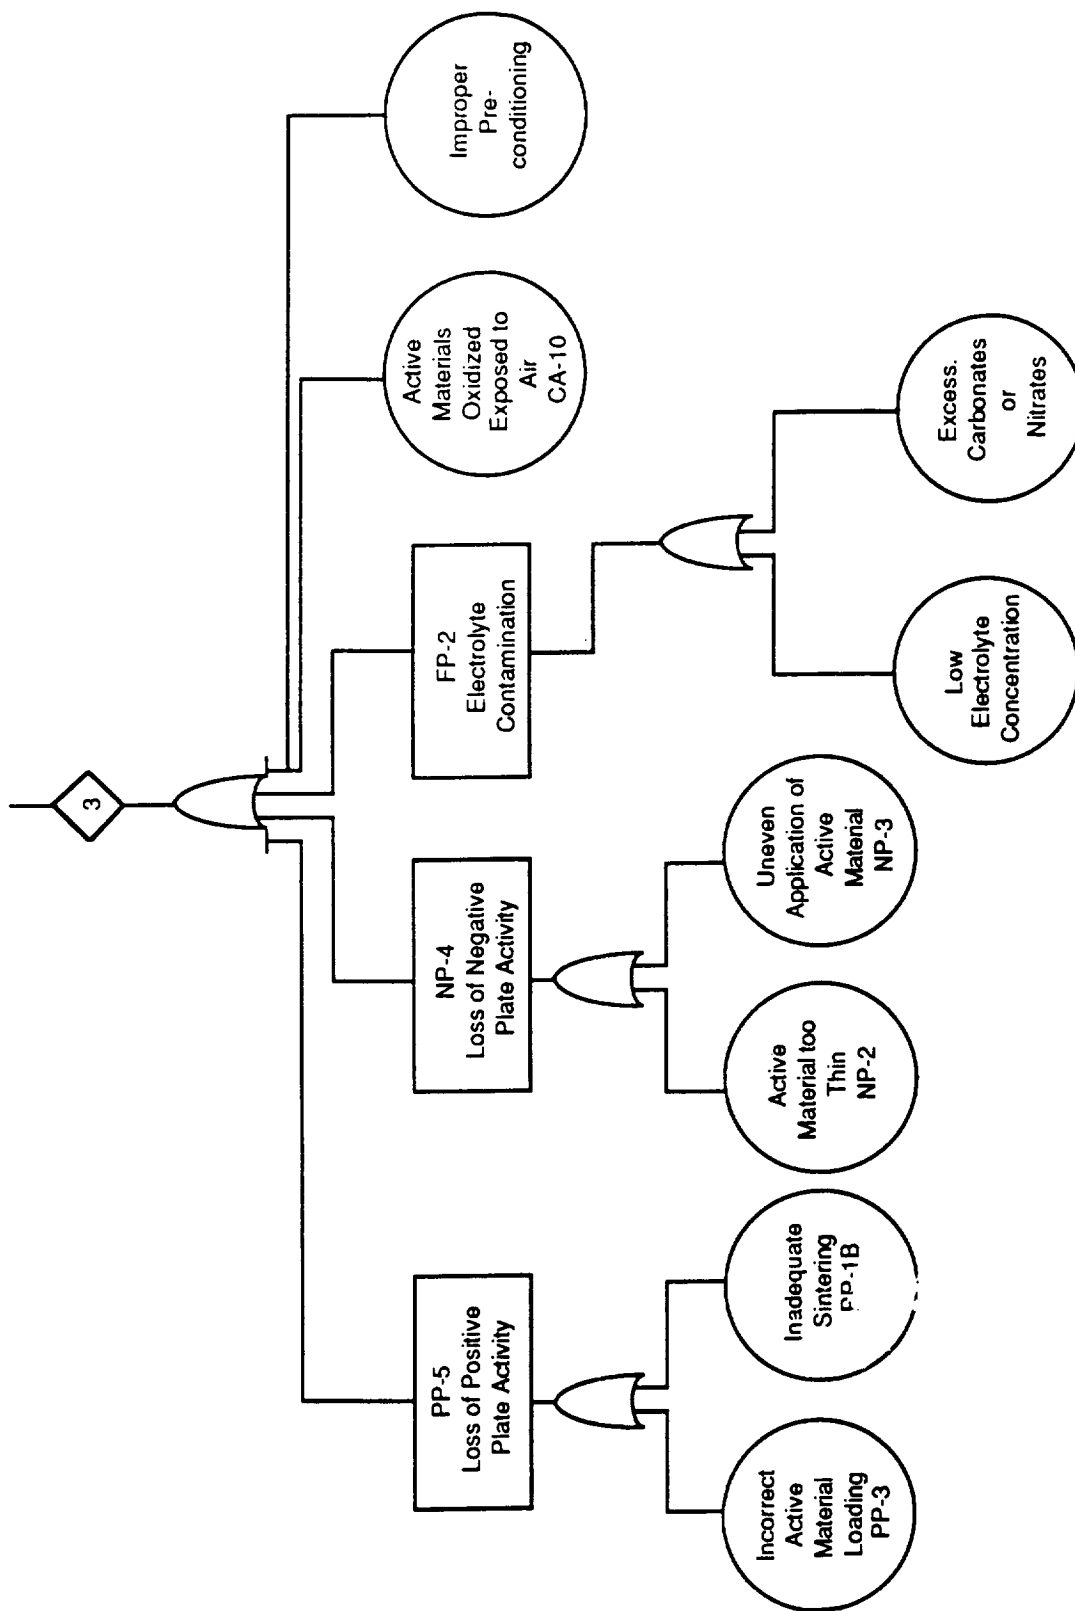 3
PP-5
Loss of Positive
Plate Activity
NP-4
Loss of Negative
Plate Activity
FP-2
Electrolyte
Contamination
Active
Materials
Oxidized
Exposed to
Air
CA-10
Improper
Pre-
conditioning
Incorrect
Active
Material
Loading
PP-3
Inadequate
Sintering
PP-1B
Active
Material too
Thin
NP-2
Uneven
Application of
Active
Material
NP-3
Low
Electrolyte
Concentration
Excess.
Carbonates
or
Nitrates